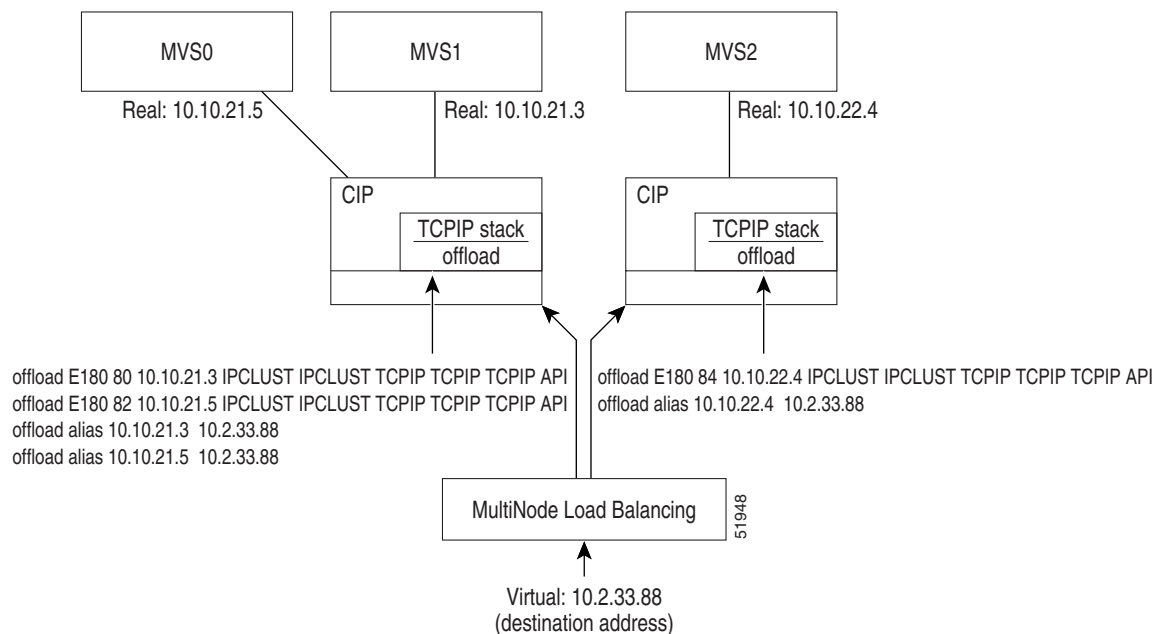 MVS0
MVS1
MVS2
Real: 10.10.21.5
Real: 10.10.21.3
Real: 10.10.22.4
CIP
TCPIP stack
offload
CIP
TCPIP stack
offload
offload E180 80 10.10.21.3 IPCLUST IPCLUST TCPIP TCPIP TCPIP API
offload E180 82 10.10.21.5 IPCLUST IPCLUST TCPIP TCPIP TCPIP API
offload alias 10.10.21.3 10.2.33.88
offload alias 10.10.21.5 10.2.33.88
offload E180 84 10.10.22.4 IPCLUST IPCLUST TCPIP TCPIP TCPIP API
offload alias 10.10.22.4 10.2.33.88
MultiNode Load Balancing
51948
Virtual: 10.2.33.88
(destination address)